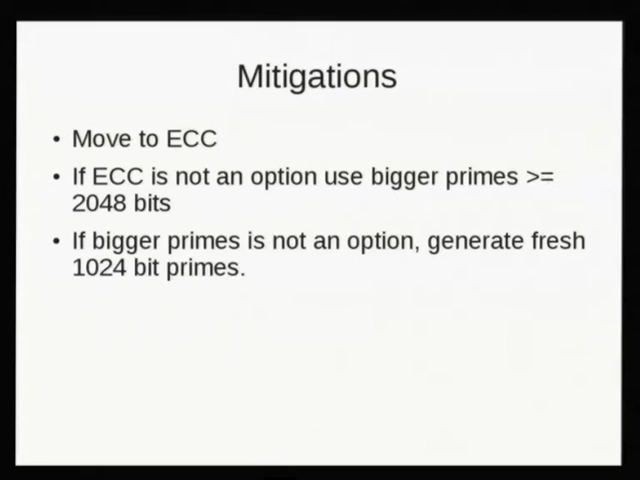 Mitigations
• Move to ECC
• If ECC is not an option use bigger primes >=
2048 bits
• If bigger primes is not an option, generate fresh
1024 bit primes.